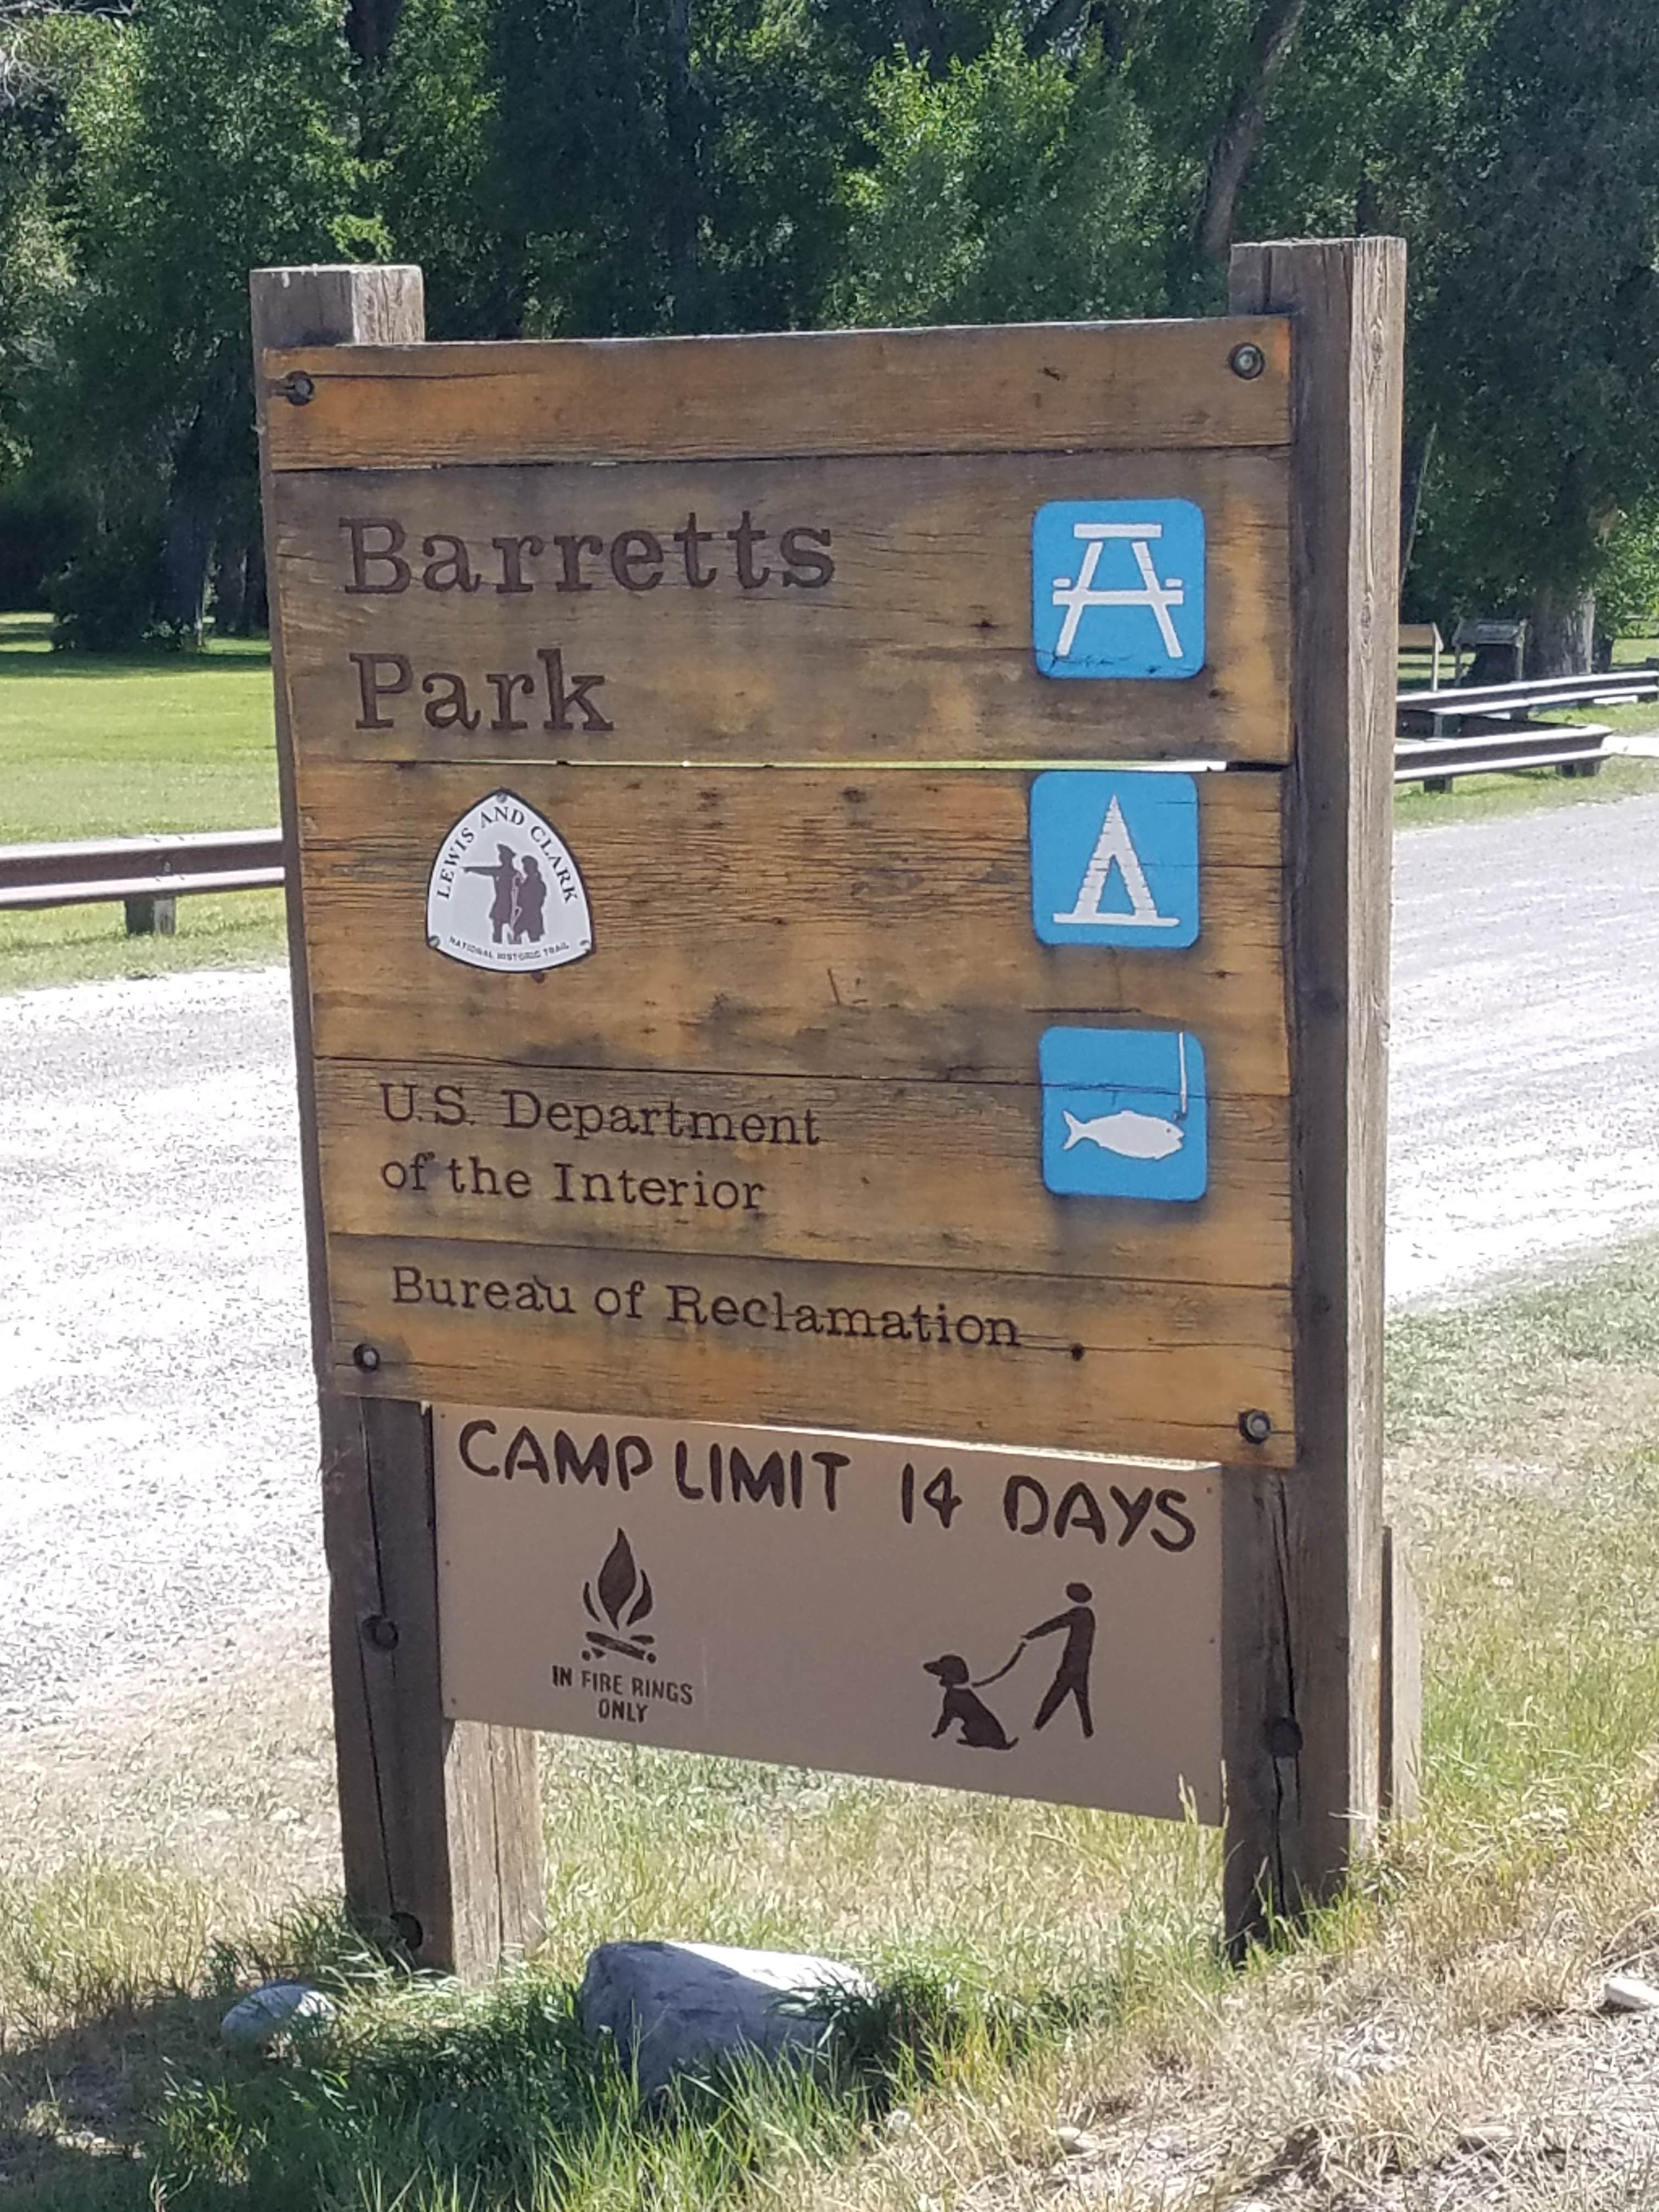 Barretts
Park
LEWIS AND CLARK
NATIONAL HISTORIC TRAIL
U.S. Department
of the Interior
Bureau of Reclamation
CAMP LIMIT 14 DAYS
IN FIRE RINGS
ONLY